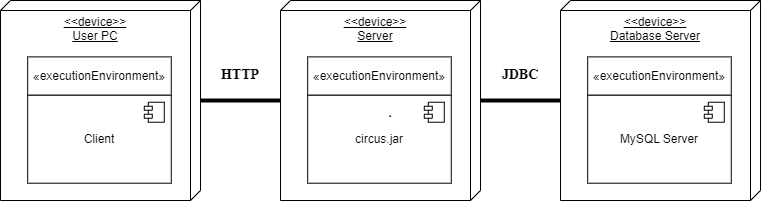 <<device>>
User PC
«executionEnvironment»
Client
HTTP
<<device>>
Server
«executionEnvironment»
circus.jar
JDBC
<<device>>
Database Server
«executionEnvironment»
MySQL Server